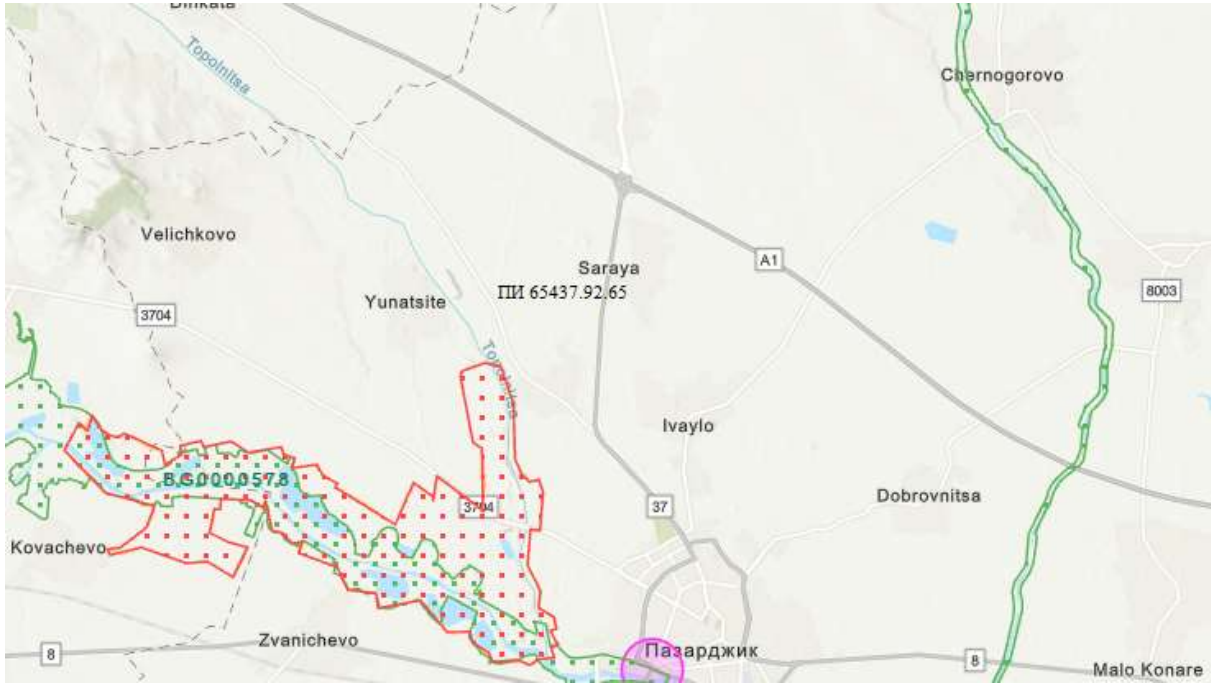 Dinkata
Topolnitsa
Chernogorovo
Velichkovo
A1
Saraya
ПИ 65437.92.65
8003
Yunatsite
3704
Topolnitsa
Ivaylo
BG0000578
Dobrovnitsa
3704
37
Kovachevo
Zvanichevo
Пазарджик
8
8
Malo Konare